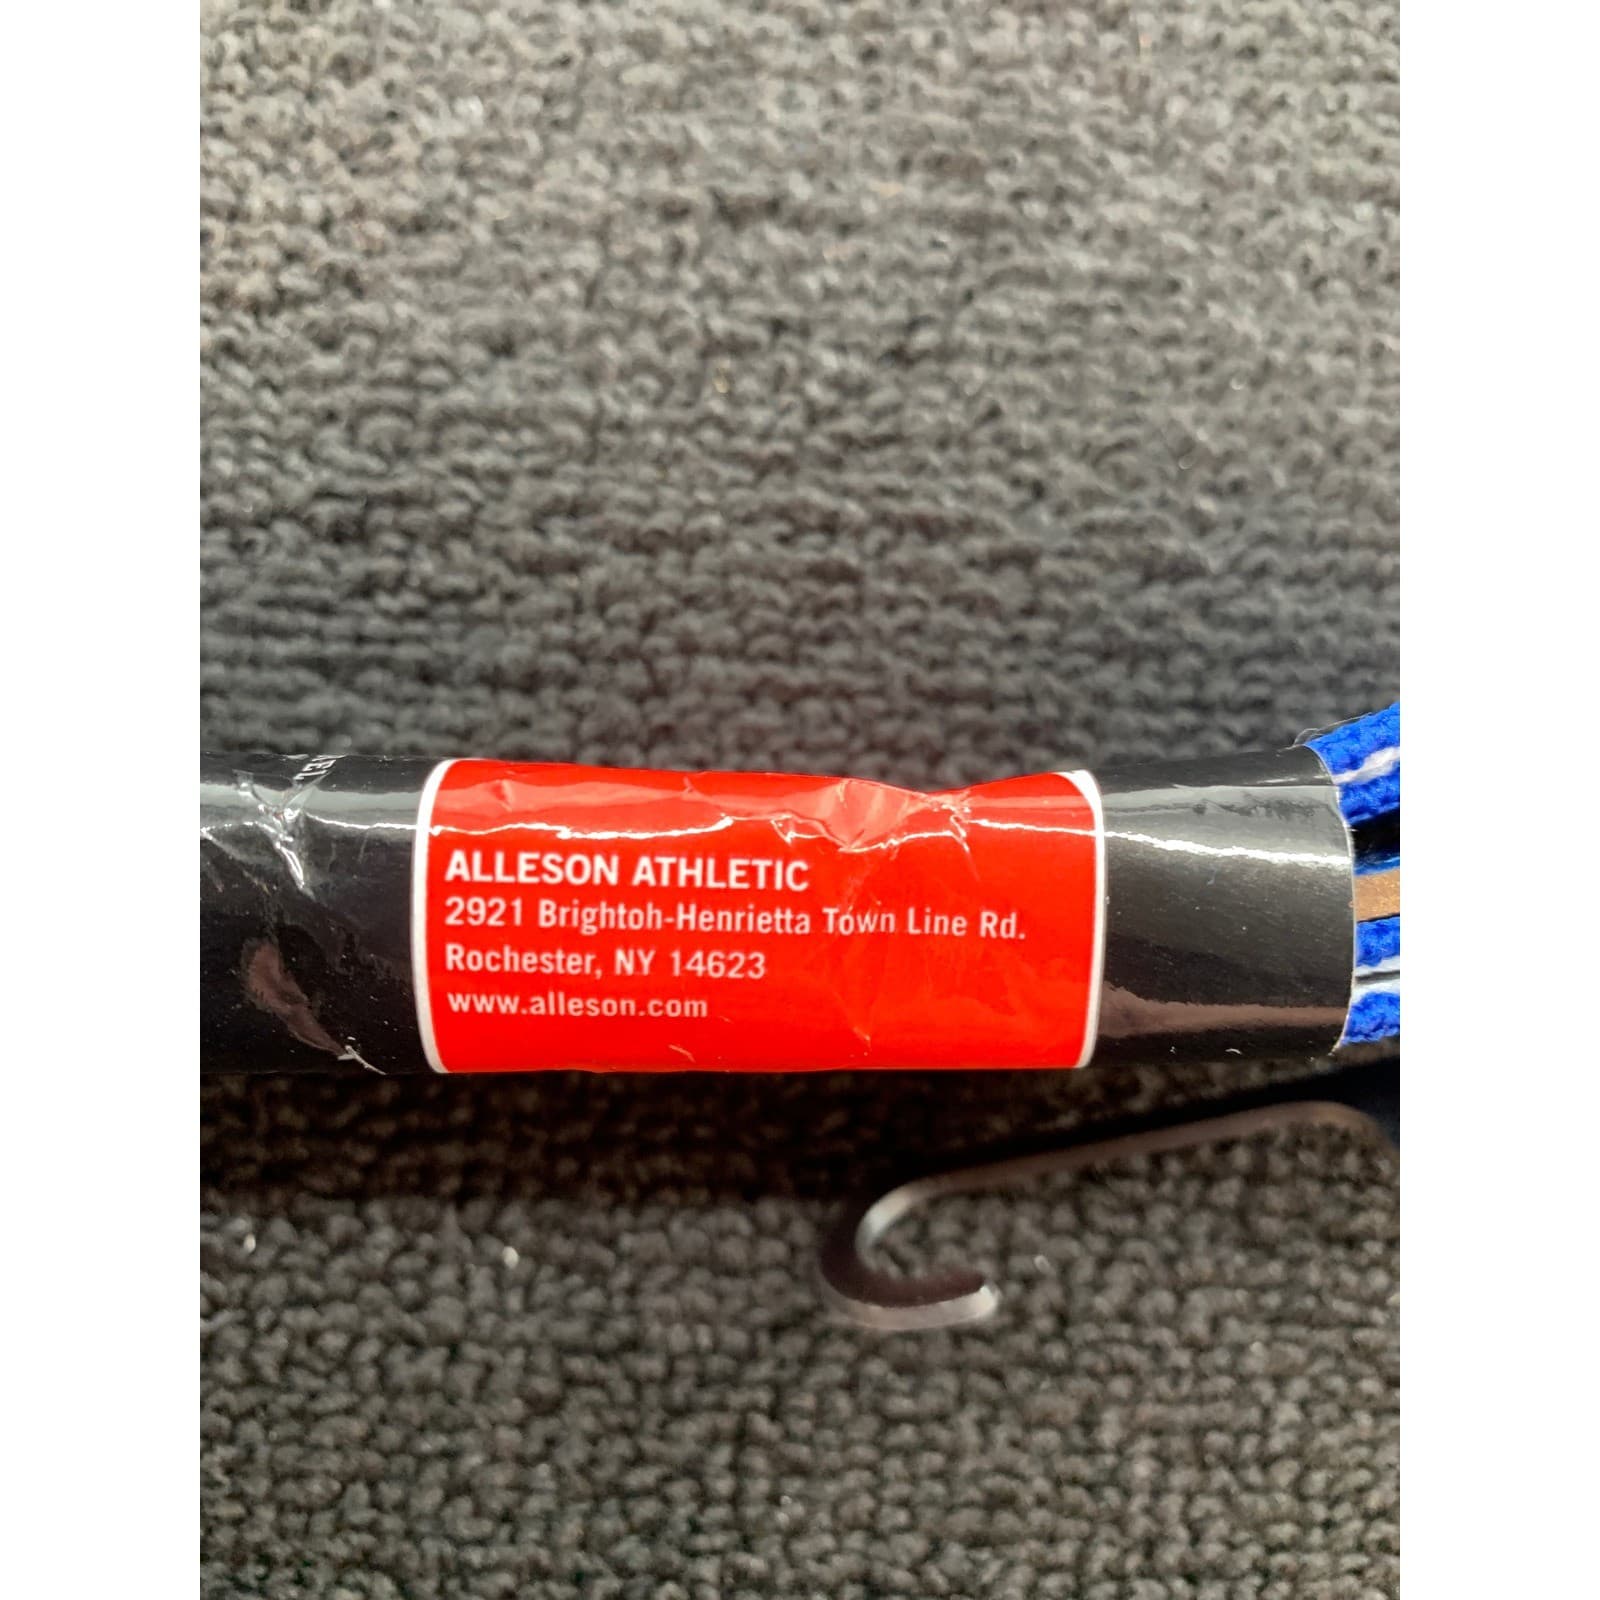 ALLESON ATHLETIC
2921 Brightoh-Henrietta Town Line Rd.
Rochester, NY 14623
www.alleson.com